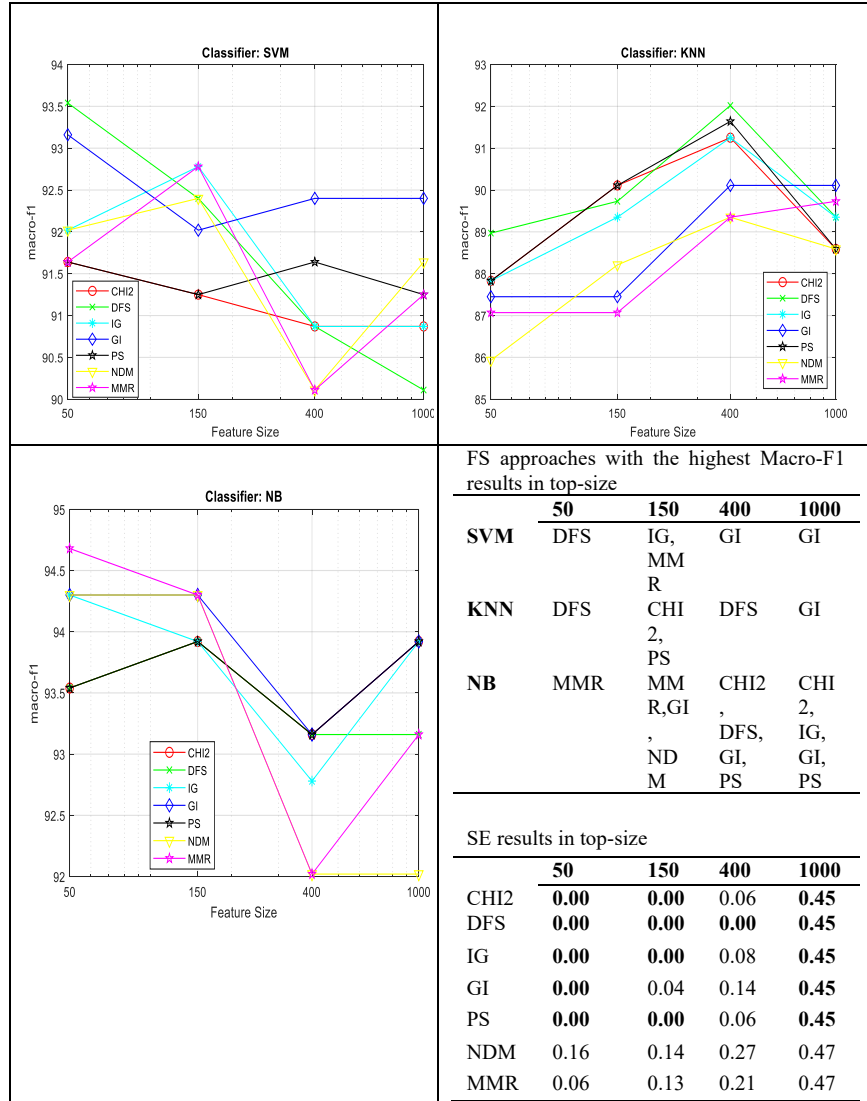 Classifier: SVM
94
93.5
93
92.5
92
91.5
91
90.5
90
macro-f1
CHI2
DFS
IG
GI
PS
NDM
MMR
50
150
400
1000
Feature Size
Classifier: KNN
93
92
91
90
89
88
87
86
85
macro-f1
CHI2
DFS
IG
GI
PS
NDM
MMR
50
150
400
1000
Feature Size
Classifier: NB
95
94.5
94
93.5
93
92.5
92
macro-f1
CHI2
DFS
IG
GI
PS
NDM
MMR
50
150
400
1000
Feature Size
FS approaches with the highest Macro-F1
results in top-size
50 150 400 1000
SVM DFS IG, GI GI
MM
R
KNN DFS CHI DFS GI
2,
PS
NB MMR MM CHI2 CHI
R,GI , 2,
, DFS, IG,
ND GI, GI,
M PS PS
SE results in top-size
50 150 400 1000
CHI2 0.00 0.00 0.06 0.45
DFS 0.00 0.00 0.00 0.45
IG 0.00 0.00 0.08 0.45
GI 0.00 0.04 0.14 0.45
PS 0.00 0.00 0.06 0.45
NDM 0.16 0.14 0.27 0.47
MMR 0.06 0.13 0.21 0.47